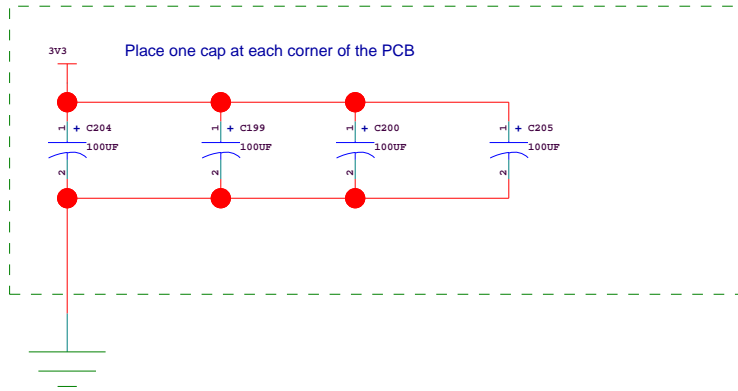 3V3 Place one cap at each corner of the PCB
1 + C204 1 + C199 1 + C200 1 + C205
100UF 100UF 100UF 100UF
2 2 2 2